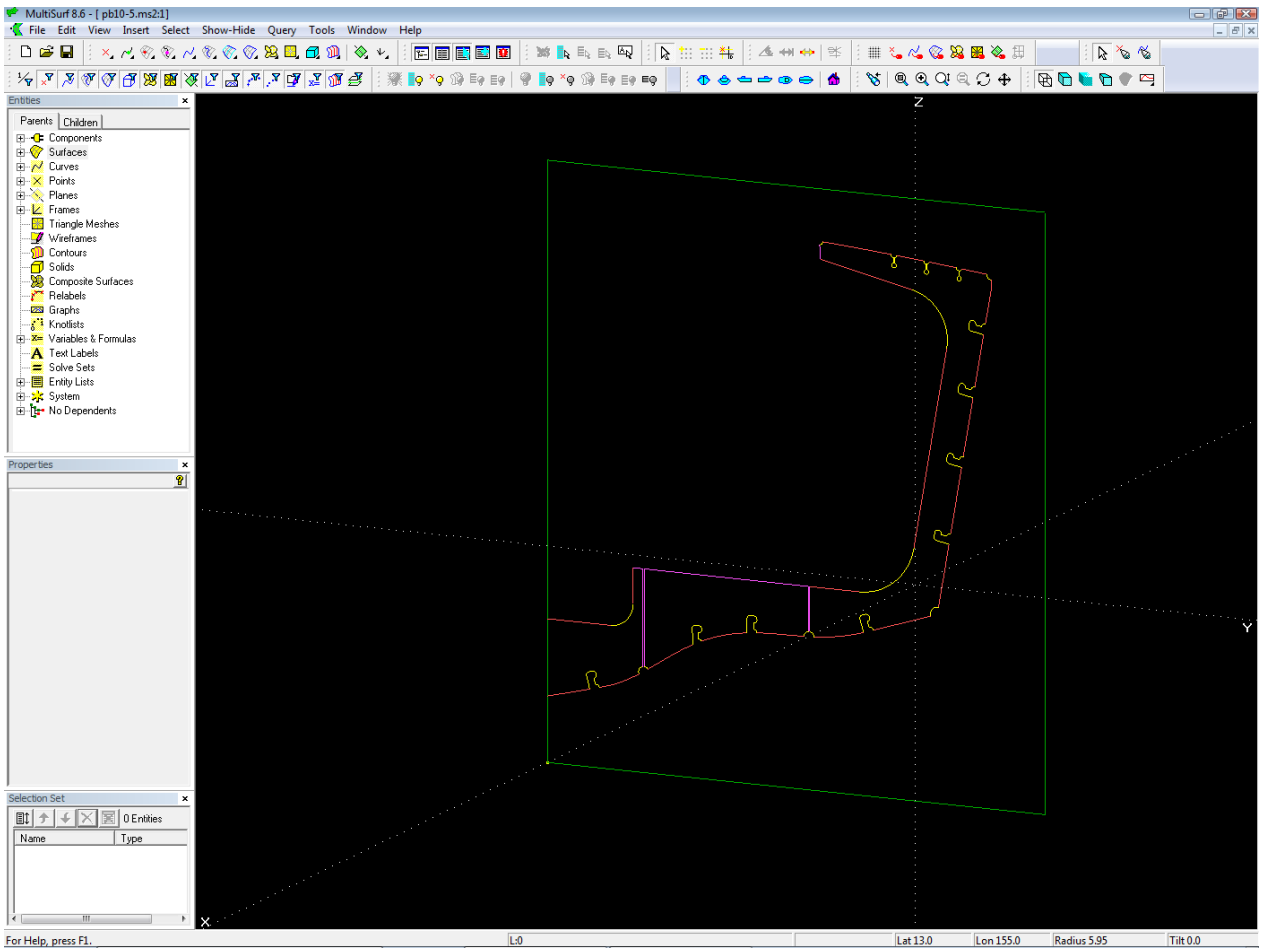 MultiSurf 8.6 - [ pb10-5.ms2:1]
File Edit View Insert Select Show-Hide Query Tools Window Help
Entities
Parents Children
Components
Surfaces
Curves
Points
Planes
Frames
Triangle Meshes
Wireframes
Contours
Solids
Composite Surfaces
Relabels
Graphs
Knotlists
Variables & Formulas
Text Labels
Solve Sets
Entity Lists
System
No Dependents
Properties
Selection Set
0 Entities
Name Type
Z
Y
X
For Help, press F1. L:0 Lat 13.0 Lon 155.0 Radius 5.95 Tilt 0.0